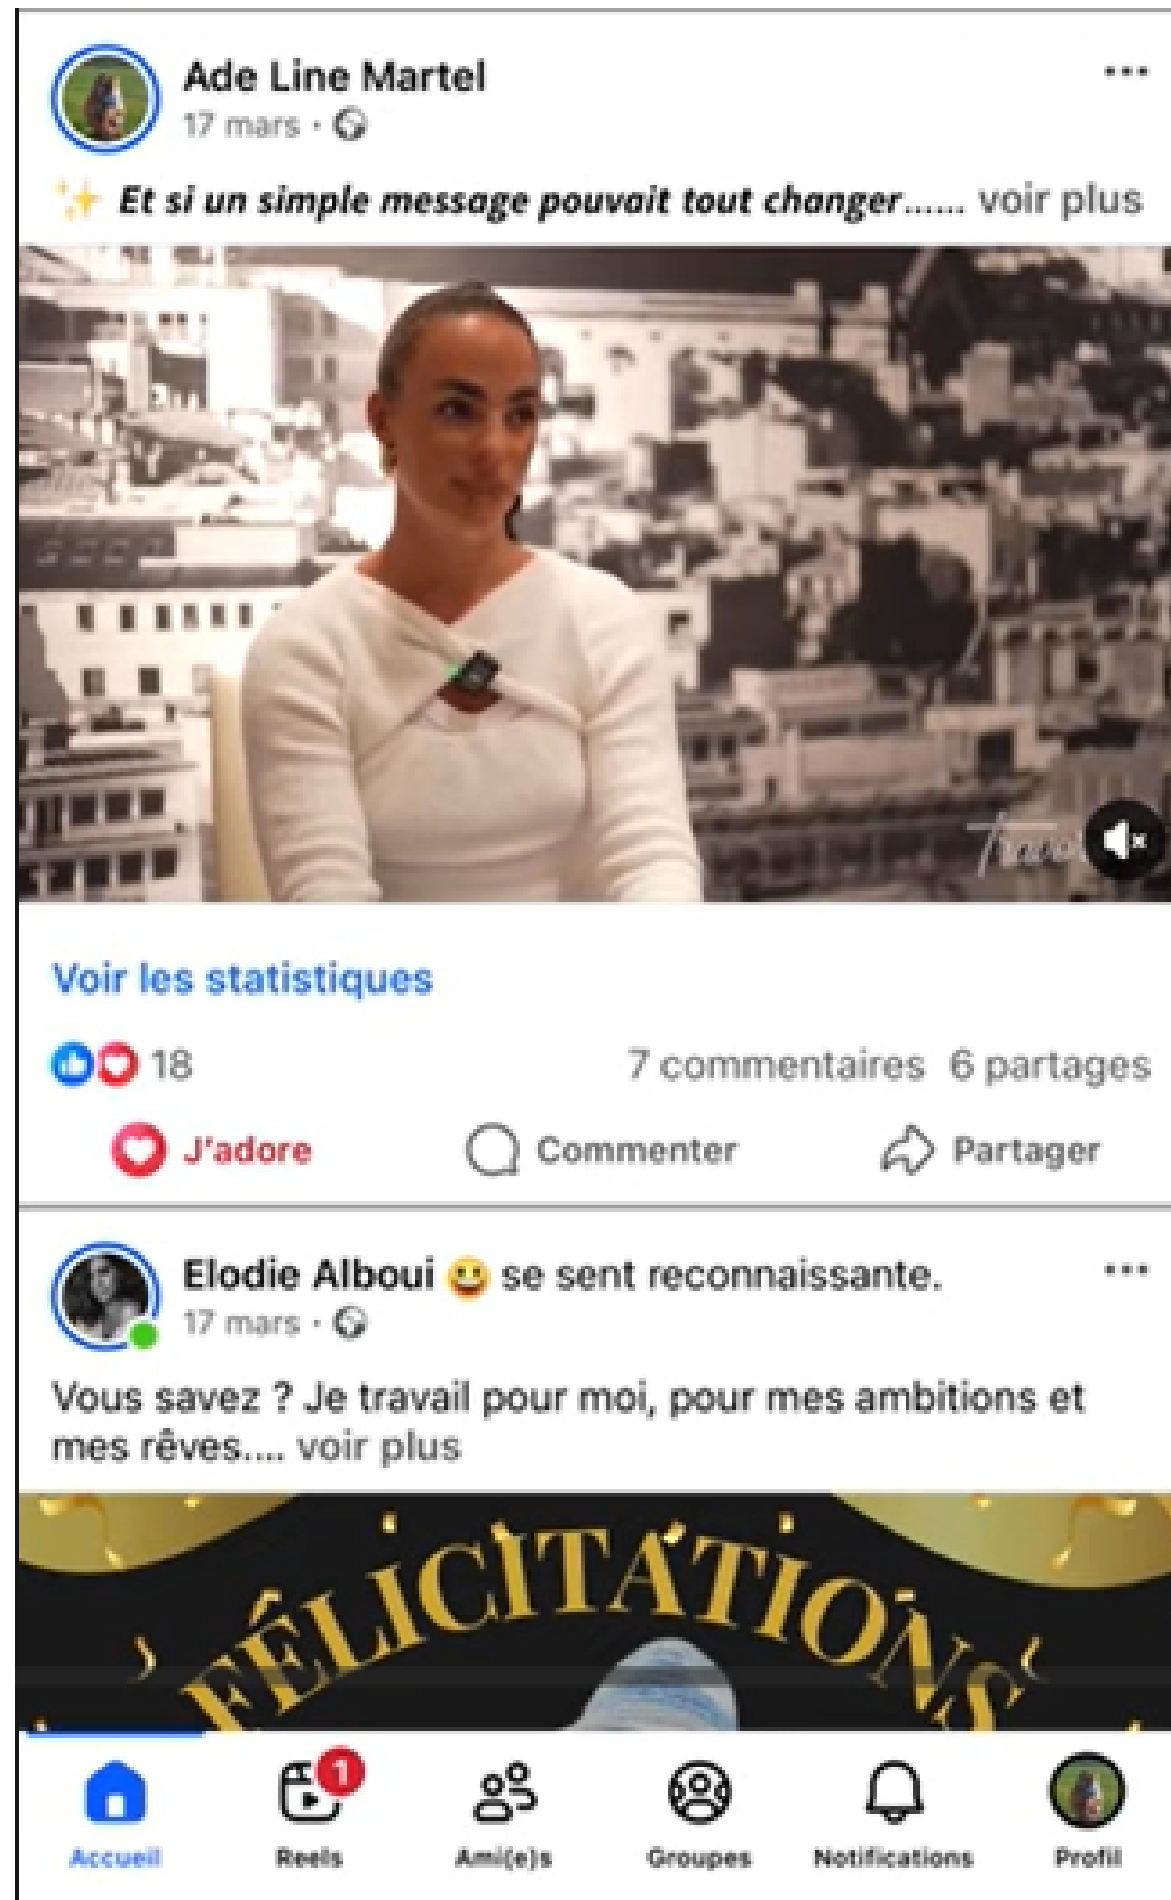 Ade Line Martel
17 mars ·
✨ Et si un simple message pouvait tout changer...... voir plus
Voir les statistiques
18 7 commentaires 6 partages
J'adore Commenter Partager
Elodie Alboui 😃 se sent reconnaissante.
17 mars ·
Vous savez ? Je travail pour moi, pour mes ambitions et
mes rêves.... voir plus
FÉLICITATIONS
1
Accueil Reels Ami(e)s Groupes Notifications Profil